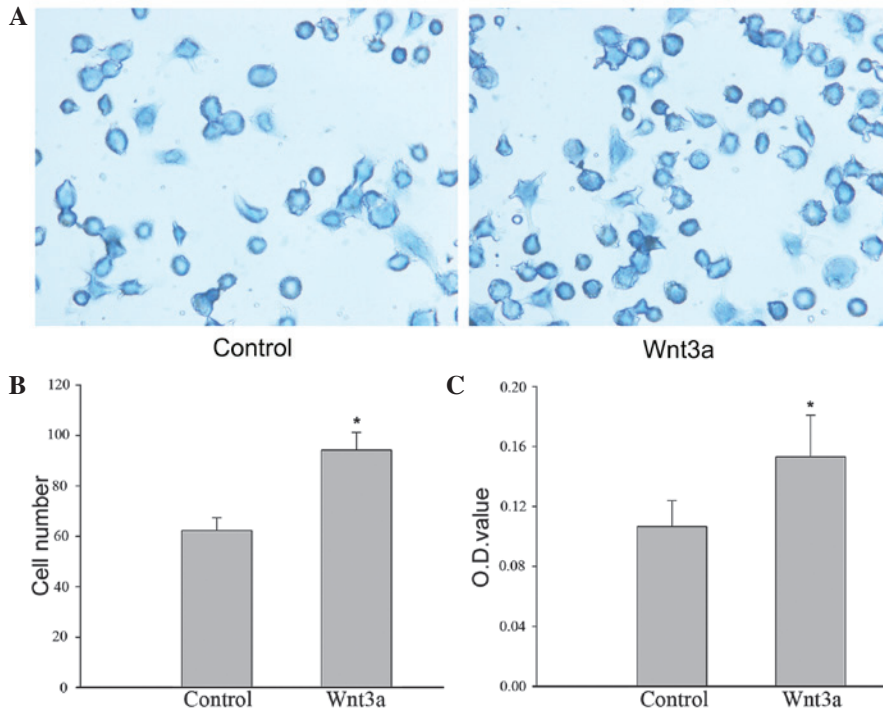 A
Control
Wnt3a
B
120
100
80
60
40
20
0
Cell number
*
Control
Wnt3a
C
0.20
0.16
0.12
0.08
0.04
0.00
O.D.value
*
Control
Wnt3a